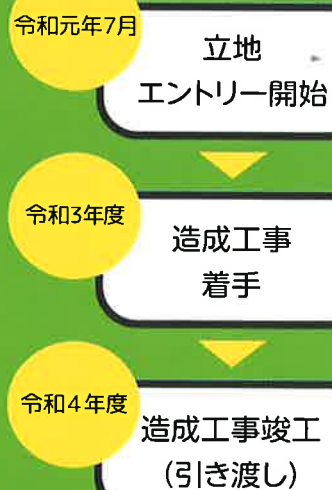 令和元年7月
立地
エントリー開始
令和3年度
造成工事
着手
令和4年度
造成工事竣工
(引き渡し)